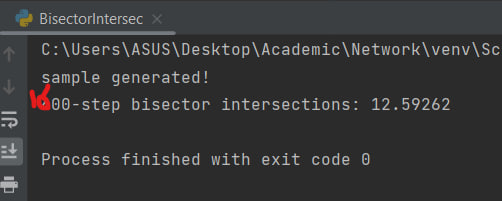 BisectorIntersec
C:\Users\ASUS\Desktop\Academic\Network\venv\Sc
sample generated!
bisector intersections: 12.59262
Process finished with exit code 0